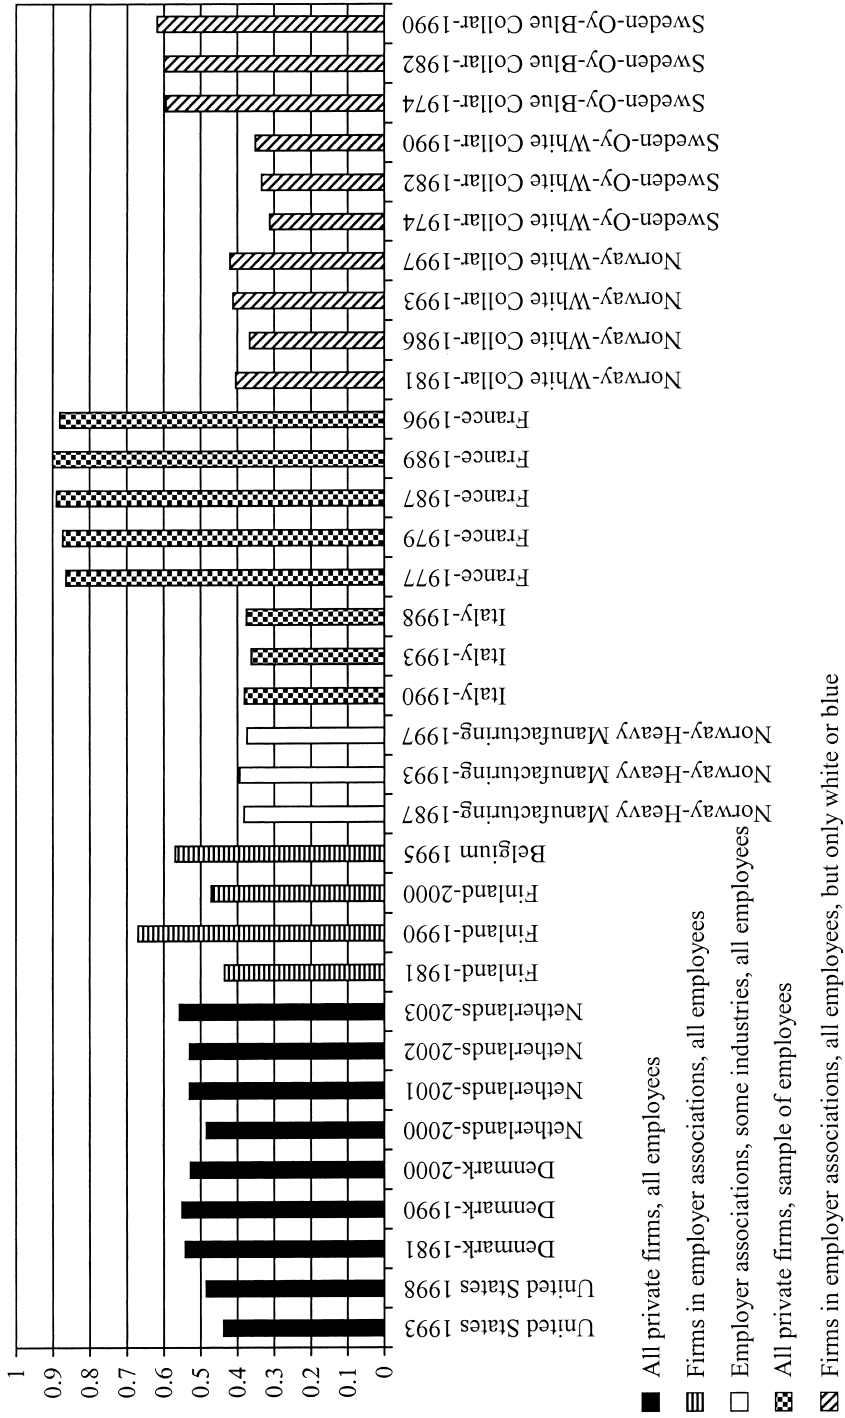 1
0.9
0.8
0.7
0.6
0.5
0.4
0.3
0.2
0.1
0
United States 1993
United States 1998
Denmark-1981
Denmark-1990
Denmark-2000
Netherlands-2000
Netherlands-2001
Netherlands-2002
Netherlands-2003
Finland-1981
Finland-1990
Finland-2000
Belgium 1995
Norway-Heavy Manufacturing-1987
Norway-Heavy Manufacturing-1993
Norway-Heavy Manufacturing-1997
Italy-1990
Italy-1993
Italy-1998
France-1977
France-1979
France-1987
France-1989
France-1996
Norway-White Collar-1981
Norway-White Collar-1986
Norway-White Collar-1993
Norway-White Collar-1997
Sweden-Oy-White Collar-1974
Sweden-Oy-White Collar-1982
Sweden-Oy-White Collar-1990
Sweden-Oy-Blue Collar-1974
Sweden-Oy-Blue Collar-1982
Sweden-Oy-Blue Collar-1990
All private firms, all employees
Firms in employer associations, all employees
Employer associations, some industries, all employees
All private firms, sample of employees
Firms in employer associations, all employees, but only white or blue